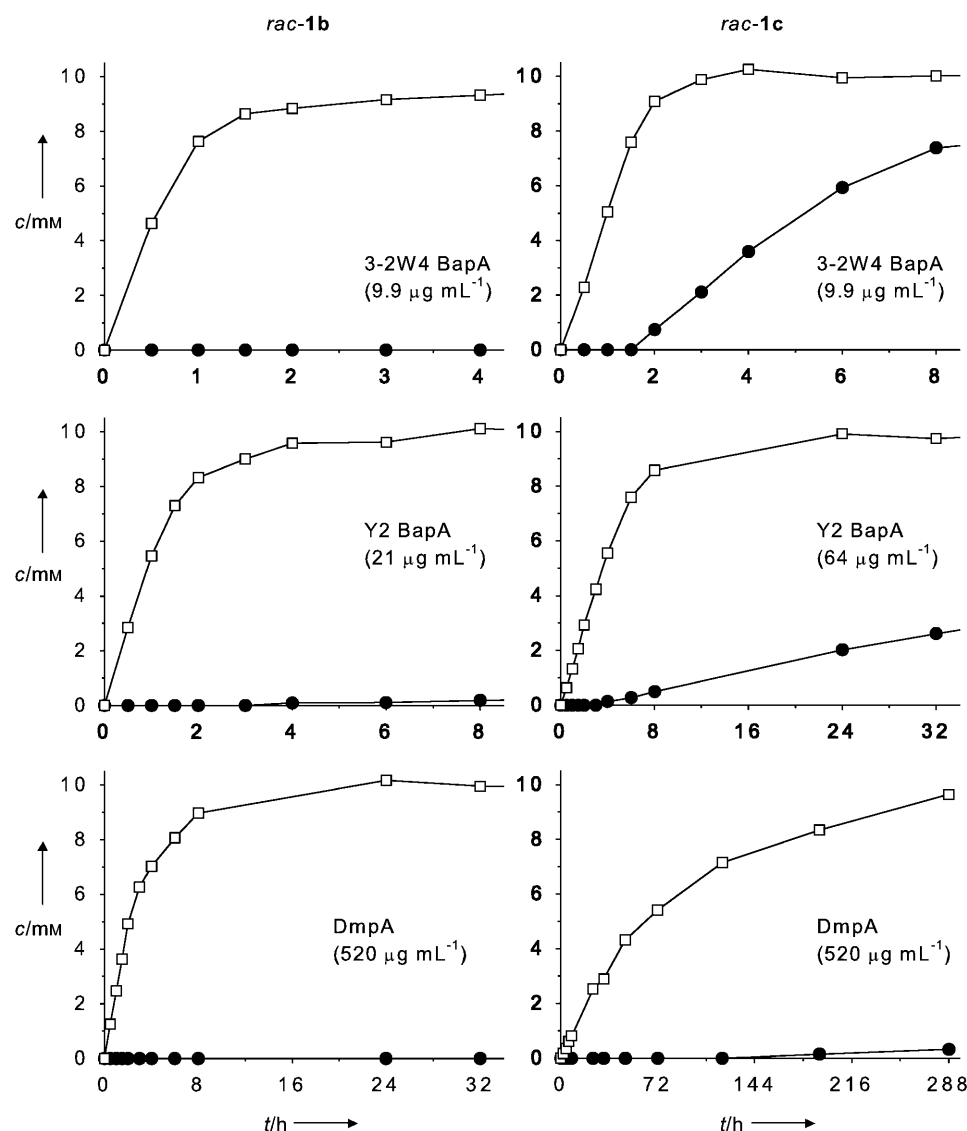 rac-1b
rac-1c
10
8
6
4
2
0
c/mM
3-2W4 BapA
(9.9 μg mL⁻¹)
0 1 2 3 4
10
8
6
4
2
0
3-2W4 BapA
(9.9 μg mL⁻¹)
0 2 4 6 8
10
8
6
4
2
0
c/mM
Y2 BapA
(21 μg mL⁻¹)
0 2 4 6 8
10
8
6
4
2
0
Y2 BapA
(64 μg mL⁻¹)
0 8 16 24 32
10
8
6
4
2
0
c/mM
DmpA
(520 μg mL⁻¹)
0 8 16 24 32
t/h
10
8
6
4
2
0
DmpA
(520 μg mL⁻¹)
0 72 144 216 288
t/h